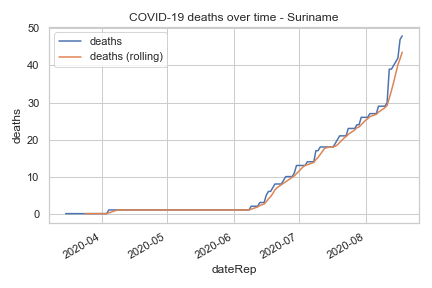 COVID-19 deaths over time - Suriname
deaths
deaths (rolling)
50
40
30
20
10
0
deaths
2020-04
2020-05
2020-06
2020-07
2020-08
dateRep